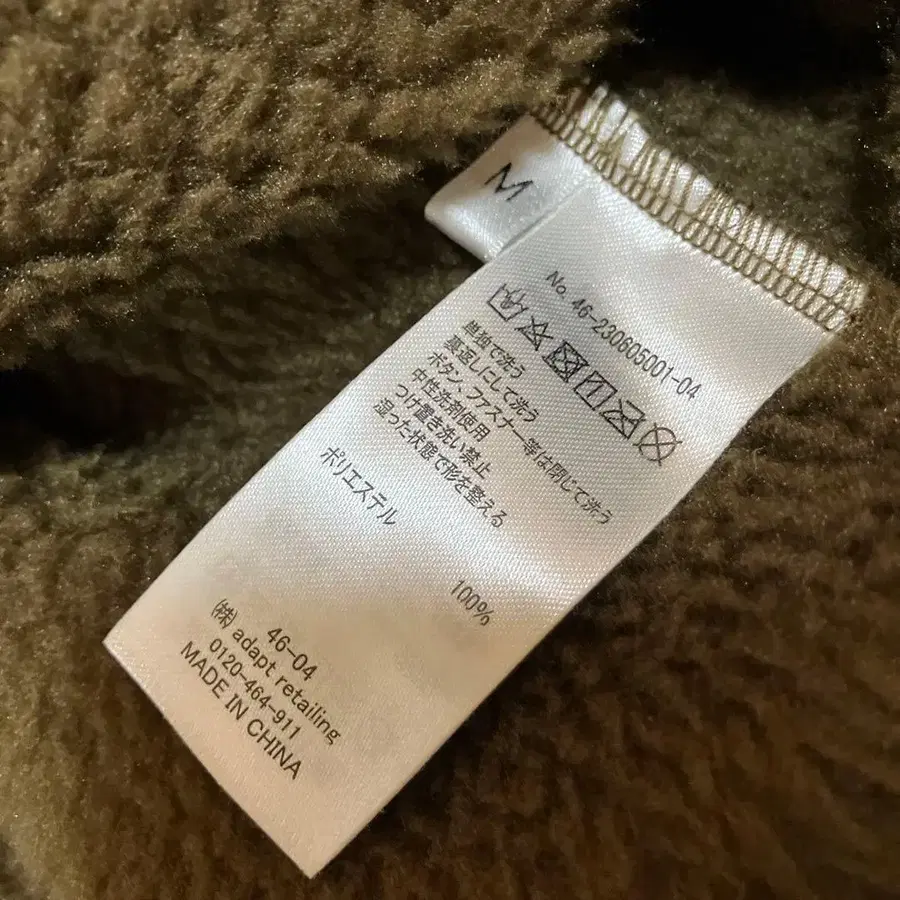 M
No. 46-230605001-04
単独で洗う
裏返しにして洗う
ボタン、ファスナー等は閉じて洗う
中性洗剤使用
つけ置き洗い禁止
湿った状態で形を整える
ポリエステル 100%
46-04
(株) adapt retailing
0120-464-911
MADE IN CHINA